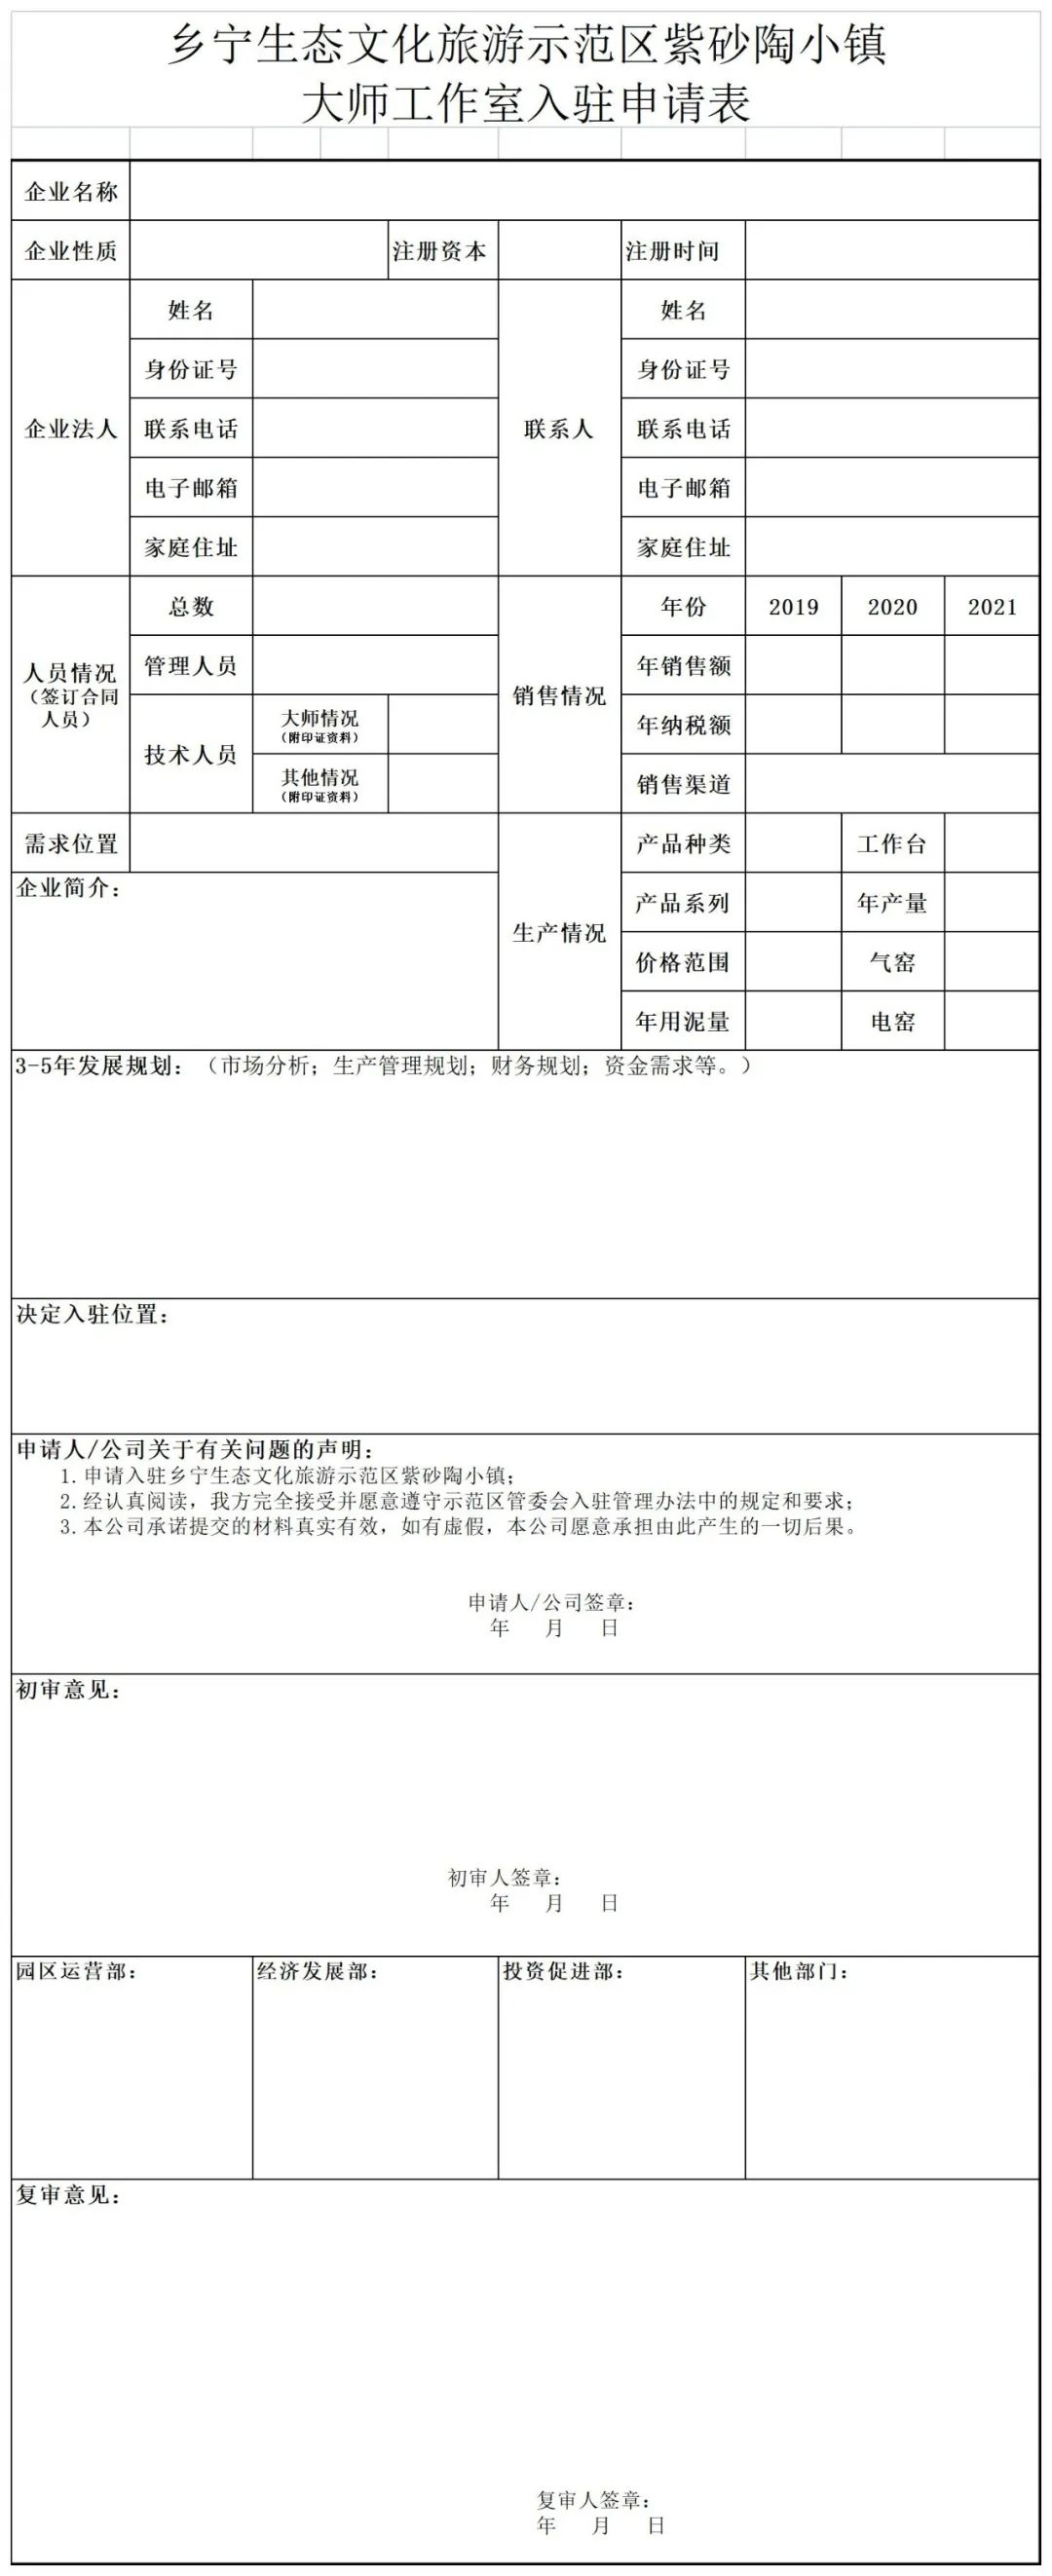 乡宁生态文化旅游示范区紫砂陶小镇
大师工作室入驻申请表
企业名称
企业性质 注册资本 注册时间
企业法人 姓名 联系人 姓名
身份证号 身份证号
联系电话 联系电话
电子邮箱 电子邮箱
家庭住址 家庭住址
人员情况
（签订合同
人员）
总数 销售情况 年份 2019 2020 2021
管理人员 年销售额
技术人员 大师情况
（附印证资料）
年纳税额
其他情况
（附印证资料）
销售渠道
需求位置 生产情况 产品种类 工作台
企业简介： 产品系列 年产量
价格范围 气窑
年用泥量 电窑
3-5年发展规划：（市场分析；生产管理规划；财务规划；资金需求等。）
决定入驻位置：
申请人/公司关于有关问题的声明：
1.申请入驻乡宁生态文化旅游示范区紫砂陶小镇；
2.经认真阅读，我方完全接受并愿意遵守示范区管委会入驻管理办法中的规定和要求；
3.本公司承诺提交的材料真实有效，如有虚假，本公司愿意承担由此产生的一切后果。
申请人/公司签章：
年 月 日
初审意见：
初审人签章：
年 月 日
园区运营部： 经济发展部： 投资促进部： 其他部门：
复审意见：
复审人签章：
年 月 日